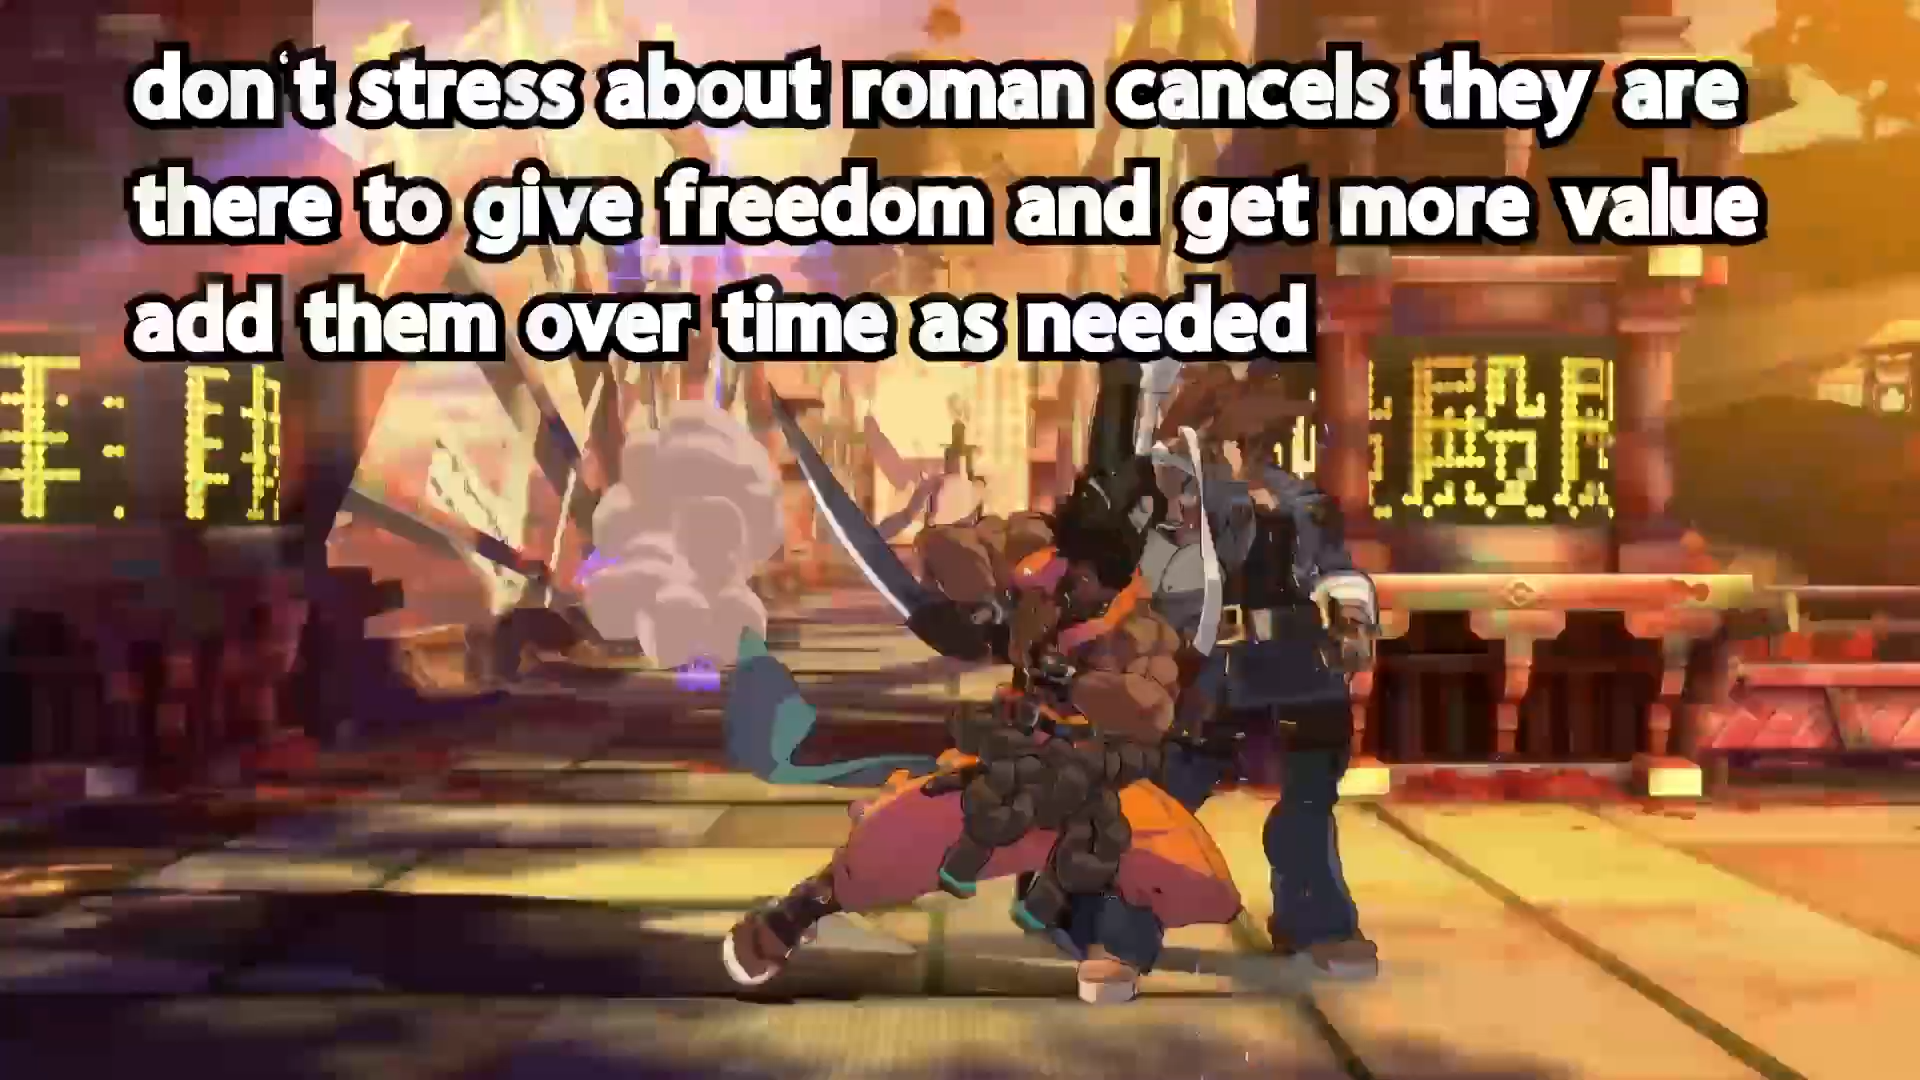 don't stress about roman cancels they are
there to give freedom and get more value
add them over time as needed